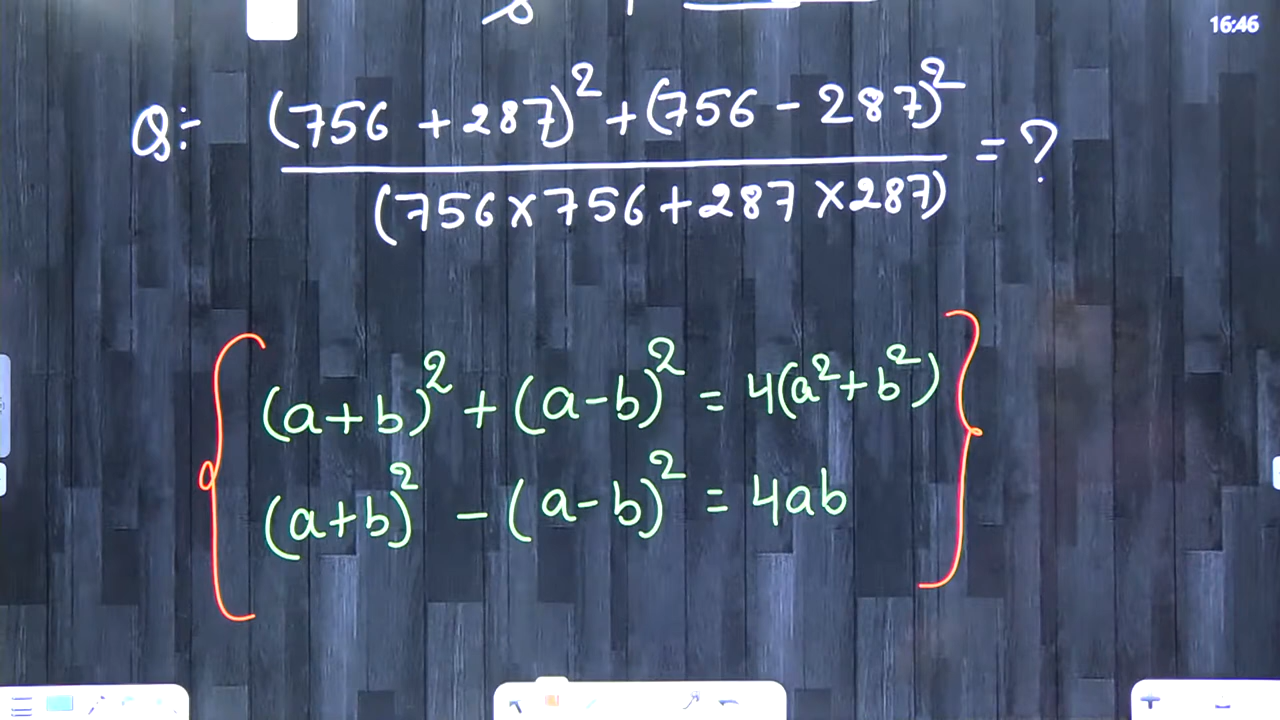 16:46
Q:- (756 + 287)² + (756 - 287)²
= ?
(756 × 756 + 287 × 287)
(a+b)² + (a-b)² = 4(a² + b²)
(a+b)² - (a-b)² = 4ab